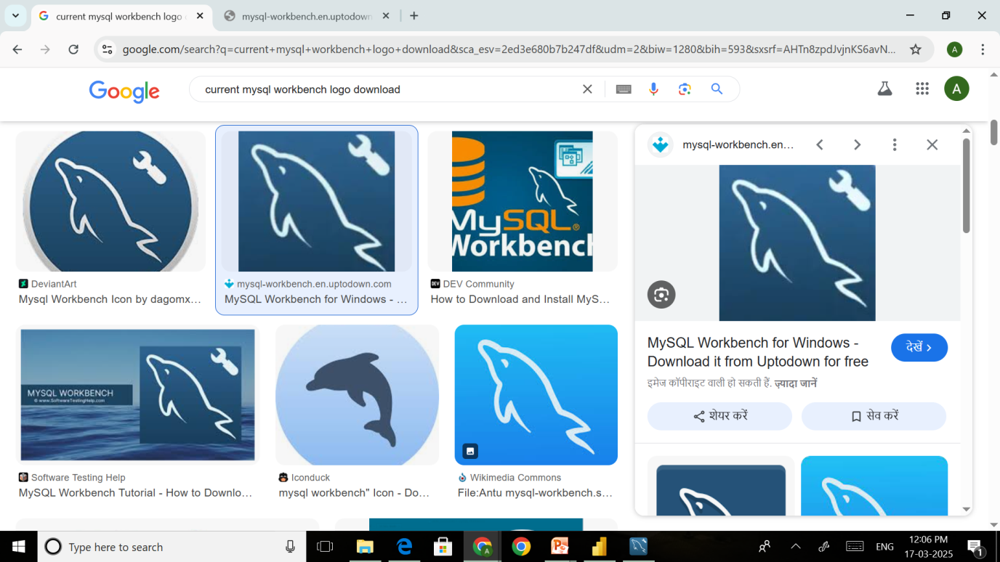 current mysql workbench logo
mysql-workbench.en.uptodown
google.com/search?q=current+mysql+workbench+logo+download&sca_esv=2ed3e680b7b247df&udm=2&biw=1280&bih=593&sxsrf=AHTn8zpdJvjnKS6avN...
A
Google
current mysql workbench logo download
A
MySQL®
Workbench
DeviantArt
Mysql Workbench Icon by dagomx...
mysql-workbench.en.uptodown.com
MySQL Workbench for Windows - ...
DEV
DEV Community
How to Download and Install MyS...
MYSQL WORKBENCH
© www.SoftwareTestingHelp.com
Software Testing Help
MySQL Workbench Tutorial - How to Downlo...
Iconduck
mysql workbench" Icon - Do...
Wikimedia Commons
File:Antu mysql-workbench.s...
mysql-workbench.en...
MySQL Workbench for Windows -
Download it from Uptodown for free
देखें
इमेज कॉपीराइट वाली हो सकती हैं. ज़्यादा जानें
शेयर करें
सेव करें
Type here to search
A
ENG
12:06 PM
17-03-2025
1